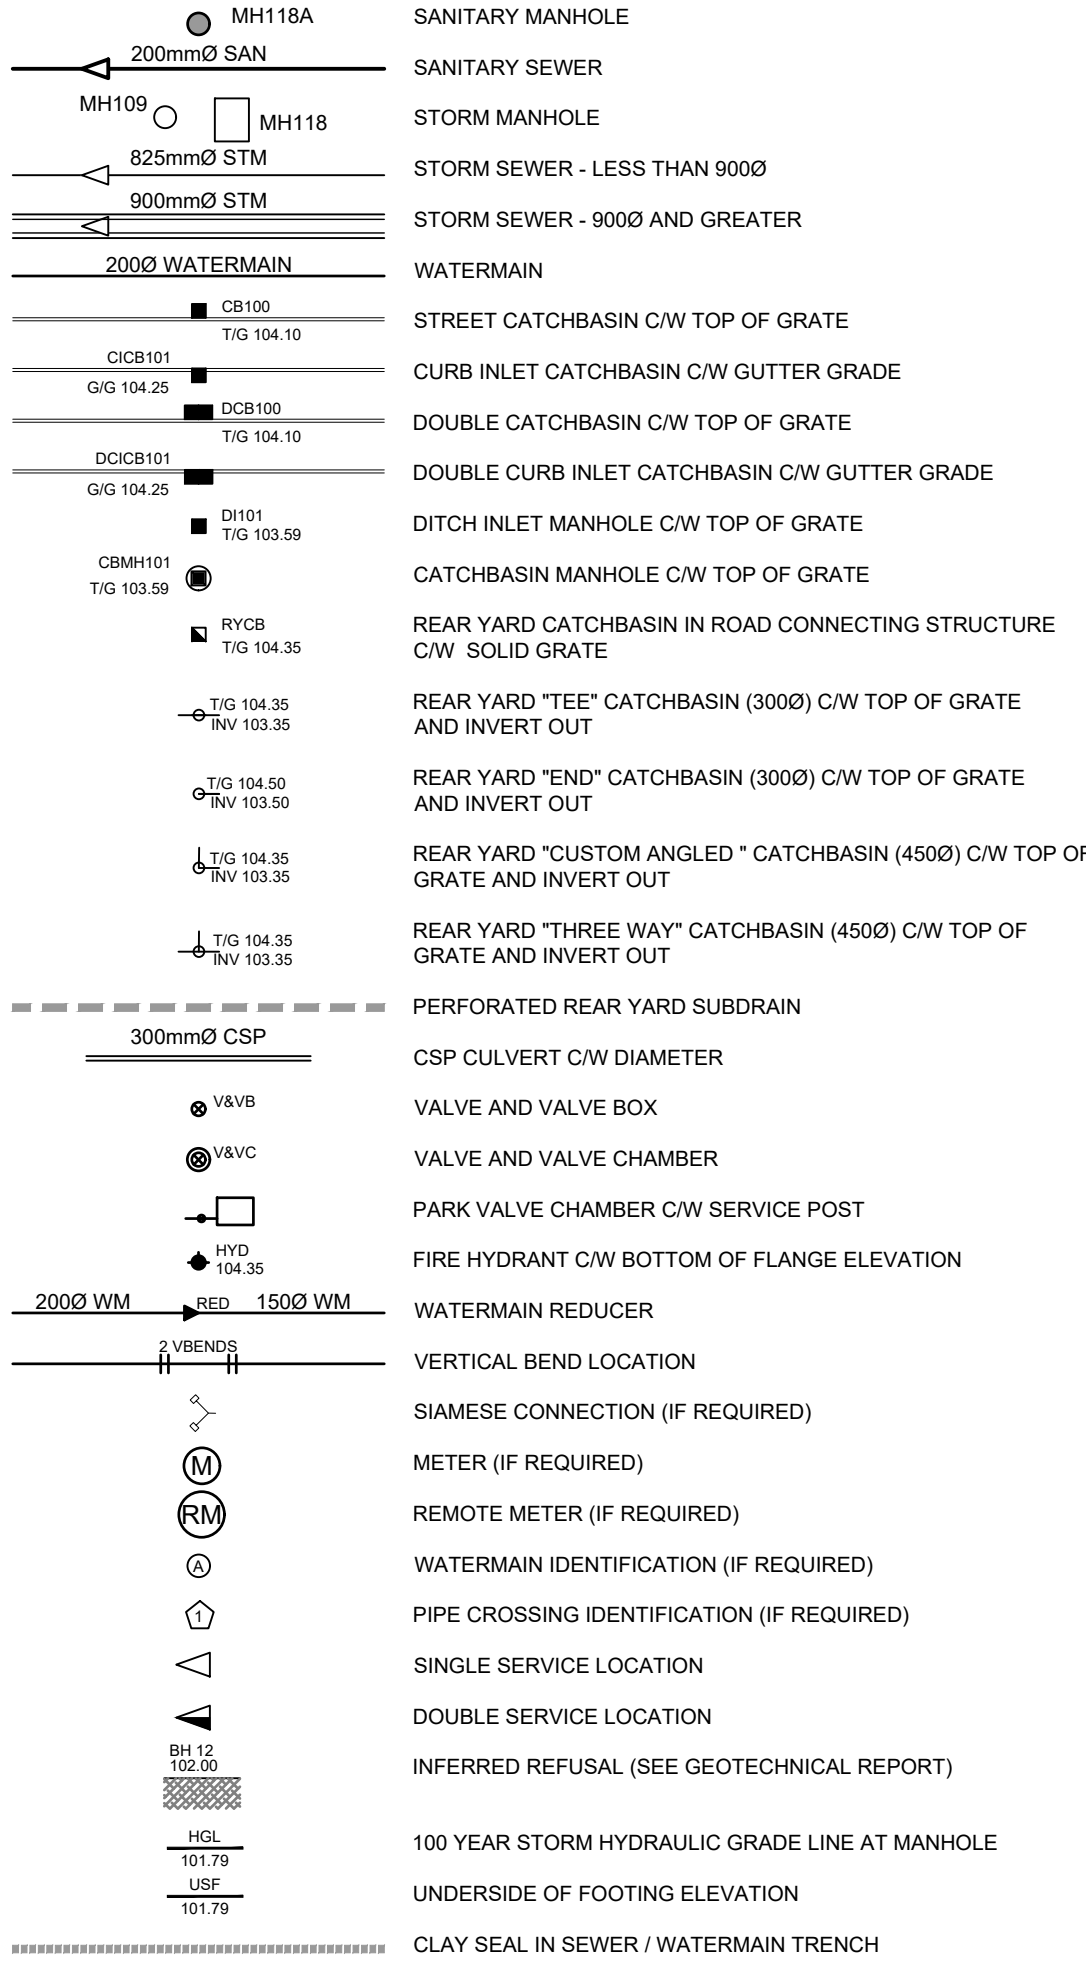 MH118A SANITARY MANHOLE
200mmØ SAN SANITARY SEWER
MH109 MH118 STORM MANHOLE
825mmØ STM STORM SEWER - LESS THAN 900Ø
900mmØ STM STORM SEWER - 900Ø AND GREATER
200Ø WATERMAIN WATERMAIN
CB100
T/G 104.10
STREET CATCHBASIN C/W TOP OF GRATE
CICB101
G/G 104.25
CURB INLET CATCHBASIN C/W GUTTER GRADE
DCB100
T/G 104.10
DOUBLE CATCHBASIN C/W TOP OF GRATE
DCICB101
G/G 104.25
DOUBLE CURB INLET CATCHBASIN C/W GUTTER GRADE
DI101
T/G 103.59
DITCH INLET MANHOLE C/W TOP OF GRATE
CBMH101
T/G 103.59
CATCHBASIN MANHOLE C/W TOP OF GRATE
RYCB
T/G 104.35
REAR YARD CATCHBASIN IN ROAD CONNECTING STRUCTURE
C/W SOLID GRATE
T/G 104.35
INV 103.35
REAR YARD "TEE" CATCHBASIN (300Ø) C/W TOP OF GRATE
AND INVERT OUT
T/G 104.50
INV 103.50
REAR YARD "END" CATCHBASIN (300Ø) C/W TOP OF GRATE
AND INVERT OUT
T/G 104.35
INV 103.35
REAR YARD "CUSTOM ANGLED " CATCHBASIN (450Ø) C/W TOP OF
GRATE AND INVERT OUT
T/G 104.35
INV 103.35
REAR YARD "THREE WAY" CATCHBASIN (450Ø) C/W TOP OF
GRATE AND INVERT OUT
PERFORATED REAR YARD SUBDRAIN
300mmØ CSP CSP CULVERT C/W DIAMETER
V&VB VALVE AND VALVE BOX
V&VC VALVE AND VALVE CHAMBER
PARK VALVE CHAMBER C/W SERVICE POST
HYD
104.35
FIRE HYDRANT C/W BOTTOM OF FLANGE ELEVATION
200Ø WM RED 150Ø WM WATERMAIN REDUCER
2 VBENDS VERTICAL BEND LOCATION
SIAMESE CONNECTION (IF REQUIRED)
M METER (IF REQUIRED)
RM REMOTE METER (IF REQUIRED)
A WATERMAIN IDENTIFICATION (IF REQUIRED)
1 PIPE CROSSING IDENTIFICATION (IF REQUIRED)
SINGLE SERVICE LOCATION
DOUBLE SERVICE LOCATION
BH 12
102.00
INFERRED REFUSAL (SEE GEOTECHNICAL REPORT)
HGL
101.79
100 YEAR STORM HYDRAULIC GRADE LINE AT MANHOLE
USF
101.79
UNDERSIDE OF FOOTING ELEVATION
CLAY SEAL IN SEWER / WATERMAIN TRENCH